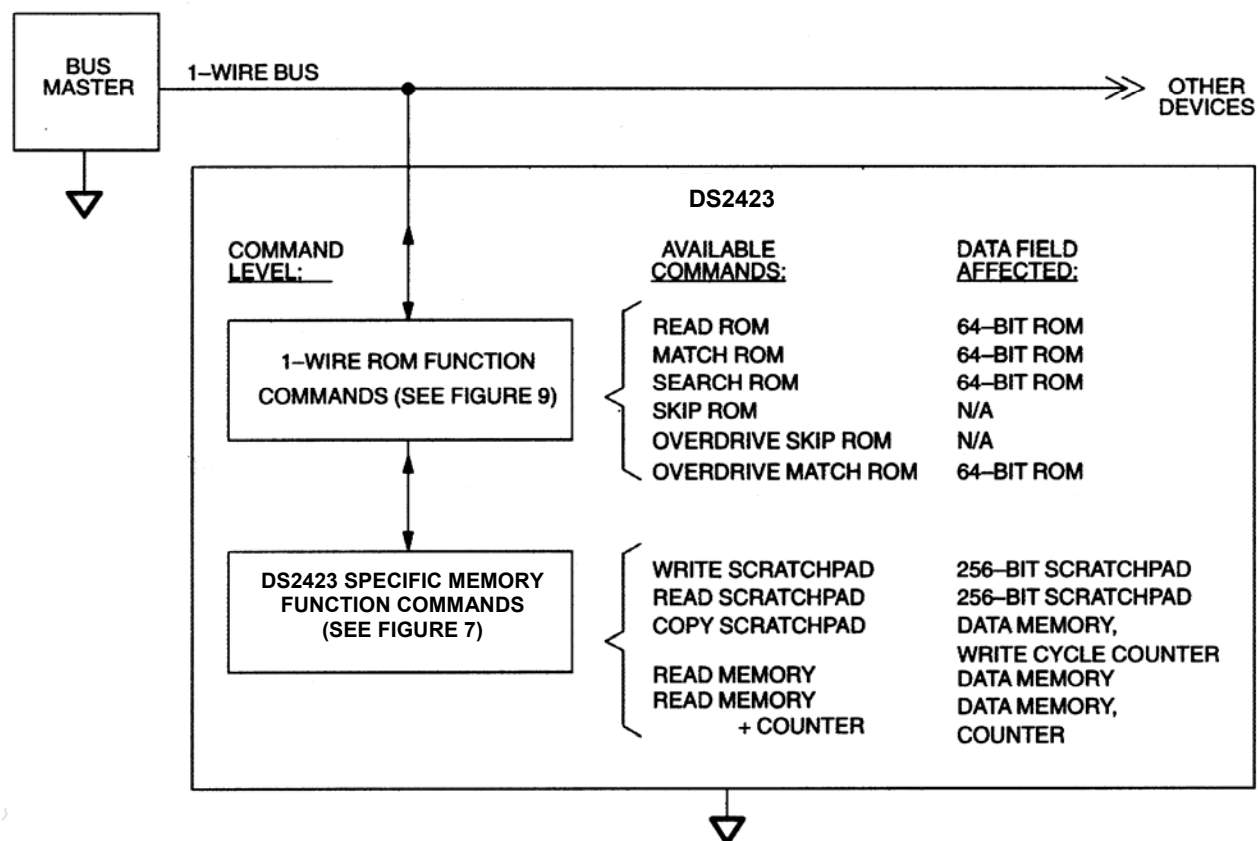 BUS
MASTER
1–WIRE BUS
OTHER
DEVICES
DS2423
COMMAND
LEVEL:
AVAILABLE
COMMANDS:
DATA FIELD
AFFECTED:
1–WIRE ROM FUNCTION
COMMANDS (SEE FIGURE 9)
READ ROM 64–BIT ROM
MATCH ROM 64–BIT ROM
SEARCH ROM 64–BIT ROM
SKIP ROM N/A
OVERDRIVE SKIP ROM N/A
OVERDRIVE MATCH ROM 64–BIT ROM
DS2423 SPECIFIC MEMORY
FUNCTION COMMANDS
(SEE FIGURE 7)
WRITE SCRATCHPAD 256–BIT SCRATCHPAD
READ SCRATCHPAD 256–BIT SCRATCHPAD
COPY SCRATCHPAD DATA MEMORY,
WRITE CYCLE COUNTER
READ MEMORY DATA MEMORY
READ MEMORY DATA MEMORY,
+ COUNTER COUNTER